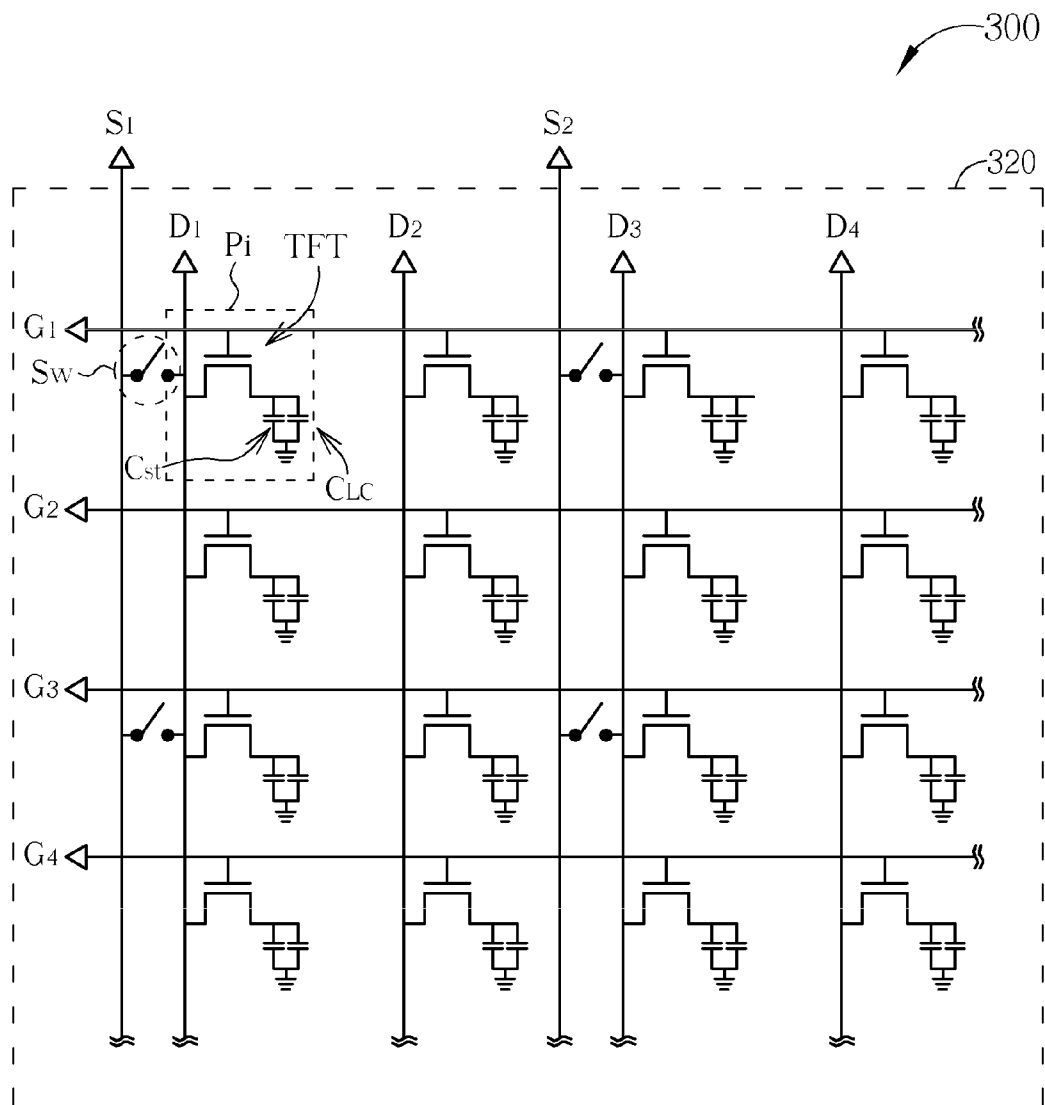 300
S1 S2
320
D1 D2 D3 D4
Pi TFT
G1
Sw
Cst CLC
G2
G3
G4